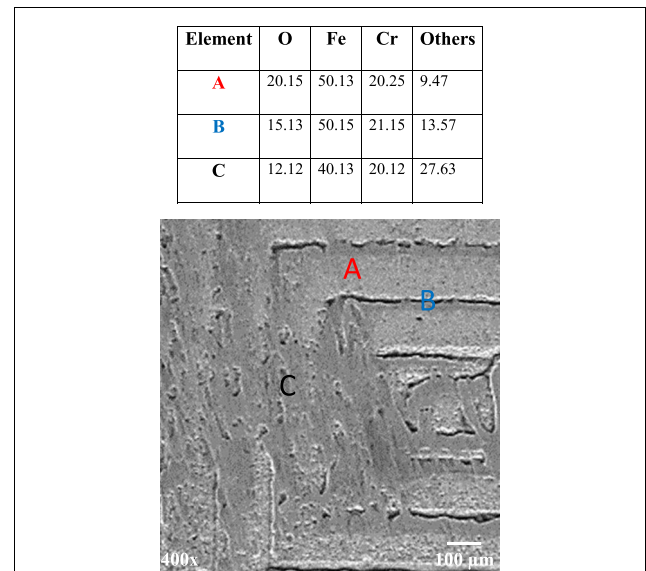 Element O Fe Cr Others
A 20.15 50.13 20.25 9.47
B 15.13 50.15 21.15 13.57
C 12.12 40.13 20.12 27.63
A
B
C
400x 100 μm